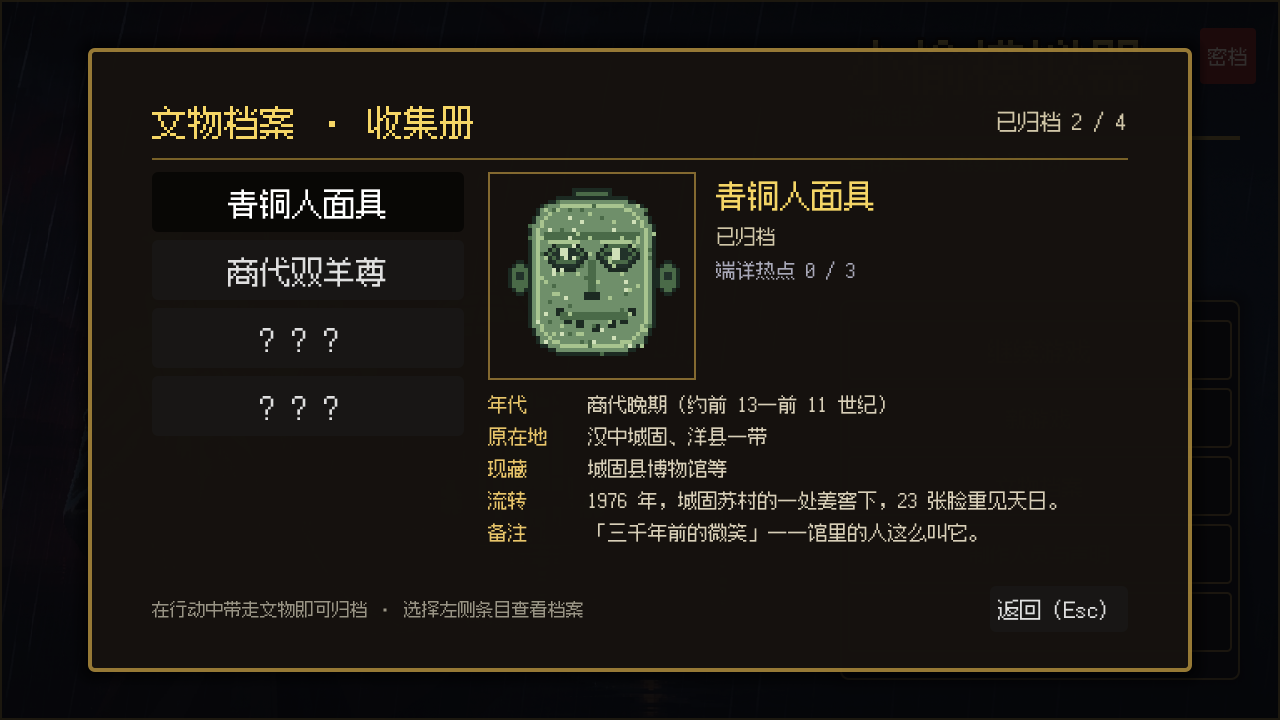 密档
文物档案 · 收集册
已归档 2 / 4
青铜人面具
商代双羊尊
? ? ?
? ? ?
青铜人面具
已归档
端详热点 0 / 3
年代 商代晚期（约前 13—前 11 世纪）
原在地 汉中城固、洋县一带
现藏 城固县博物馆等
流转 1976 年，城固苏村的一处姜窖下，23 张脸重见天日。
备注 「三千年前的微笑」——馆里的人这么叫它。
在行动中带走文物即可归档 · 选择左侧条目查看档案
返回（Esc）